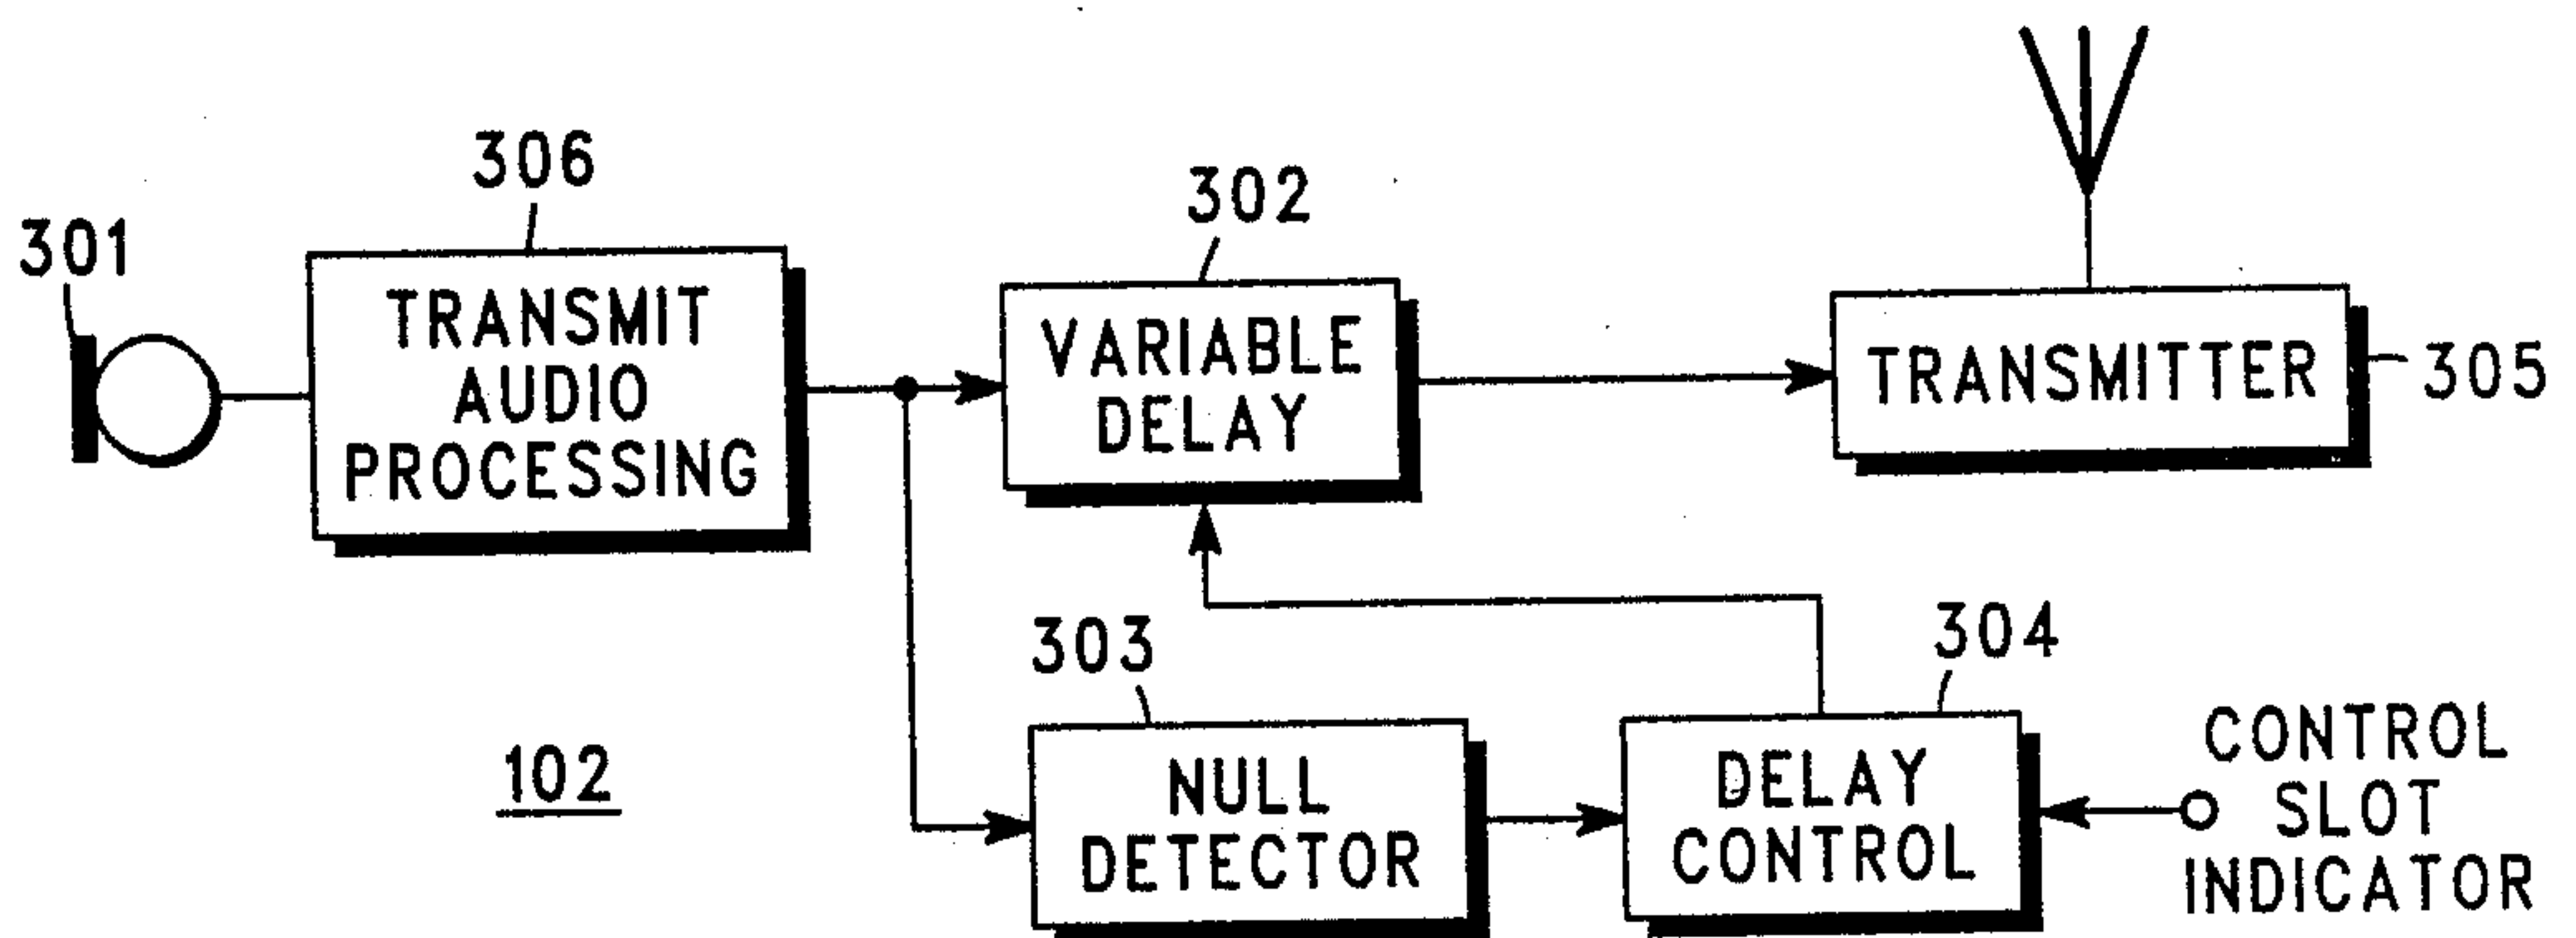 306
301
302
TRANSMIT
AUDIO
PROCESSING
VARIABLE
DELAY
TRANSMITTER
305
303
304
102
NULL
DETECTOR
DELAY
CONTROL
CONTROL
SLOT
INDICATOR